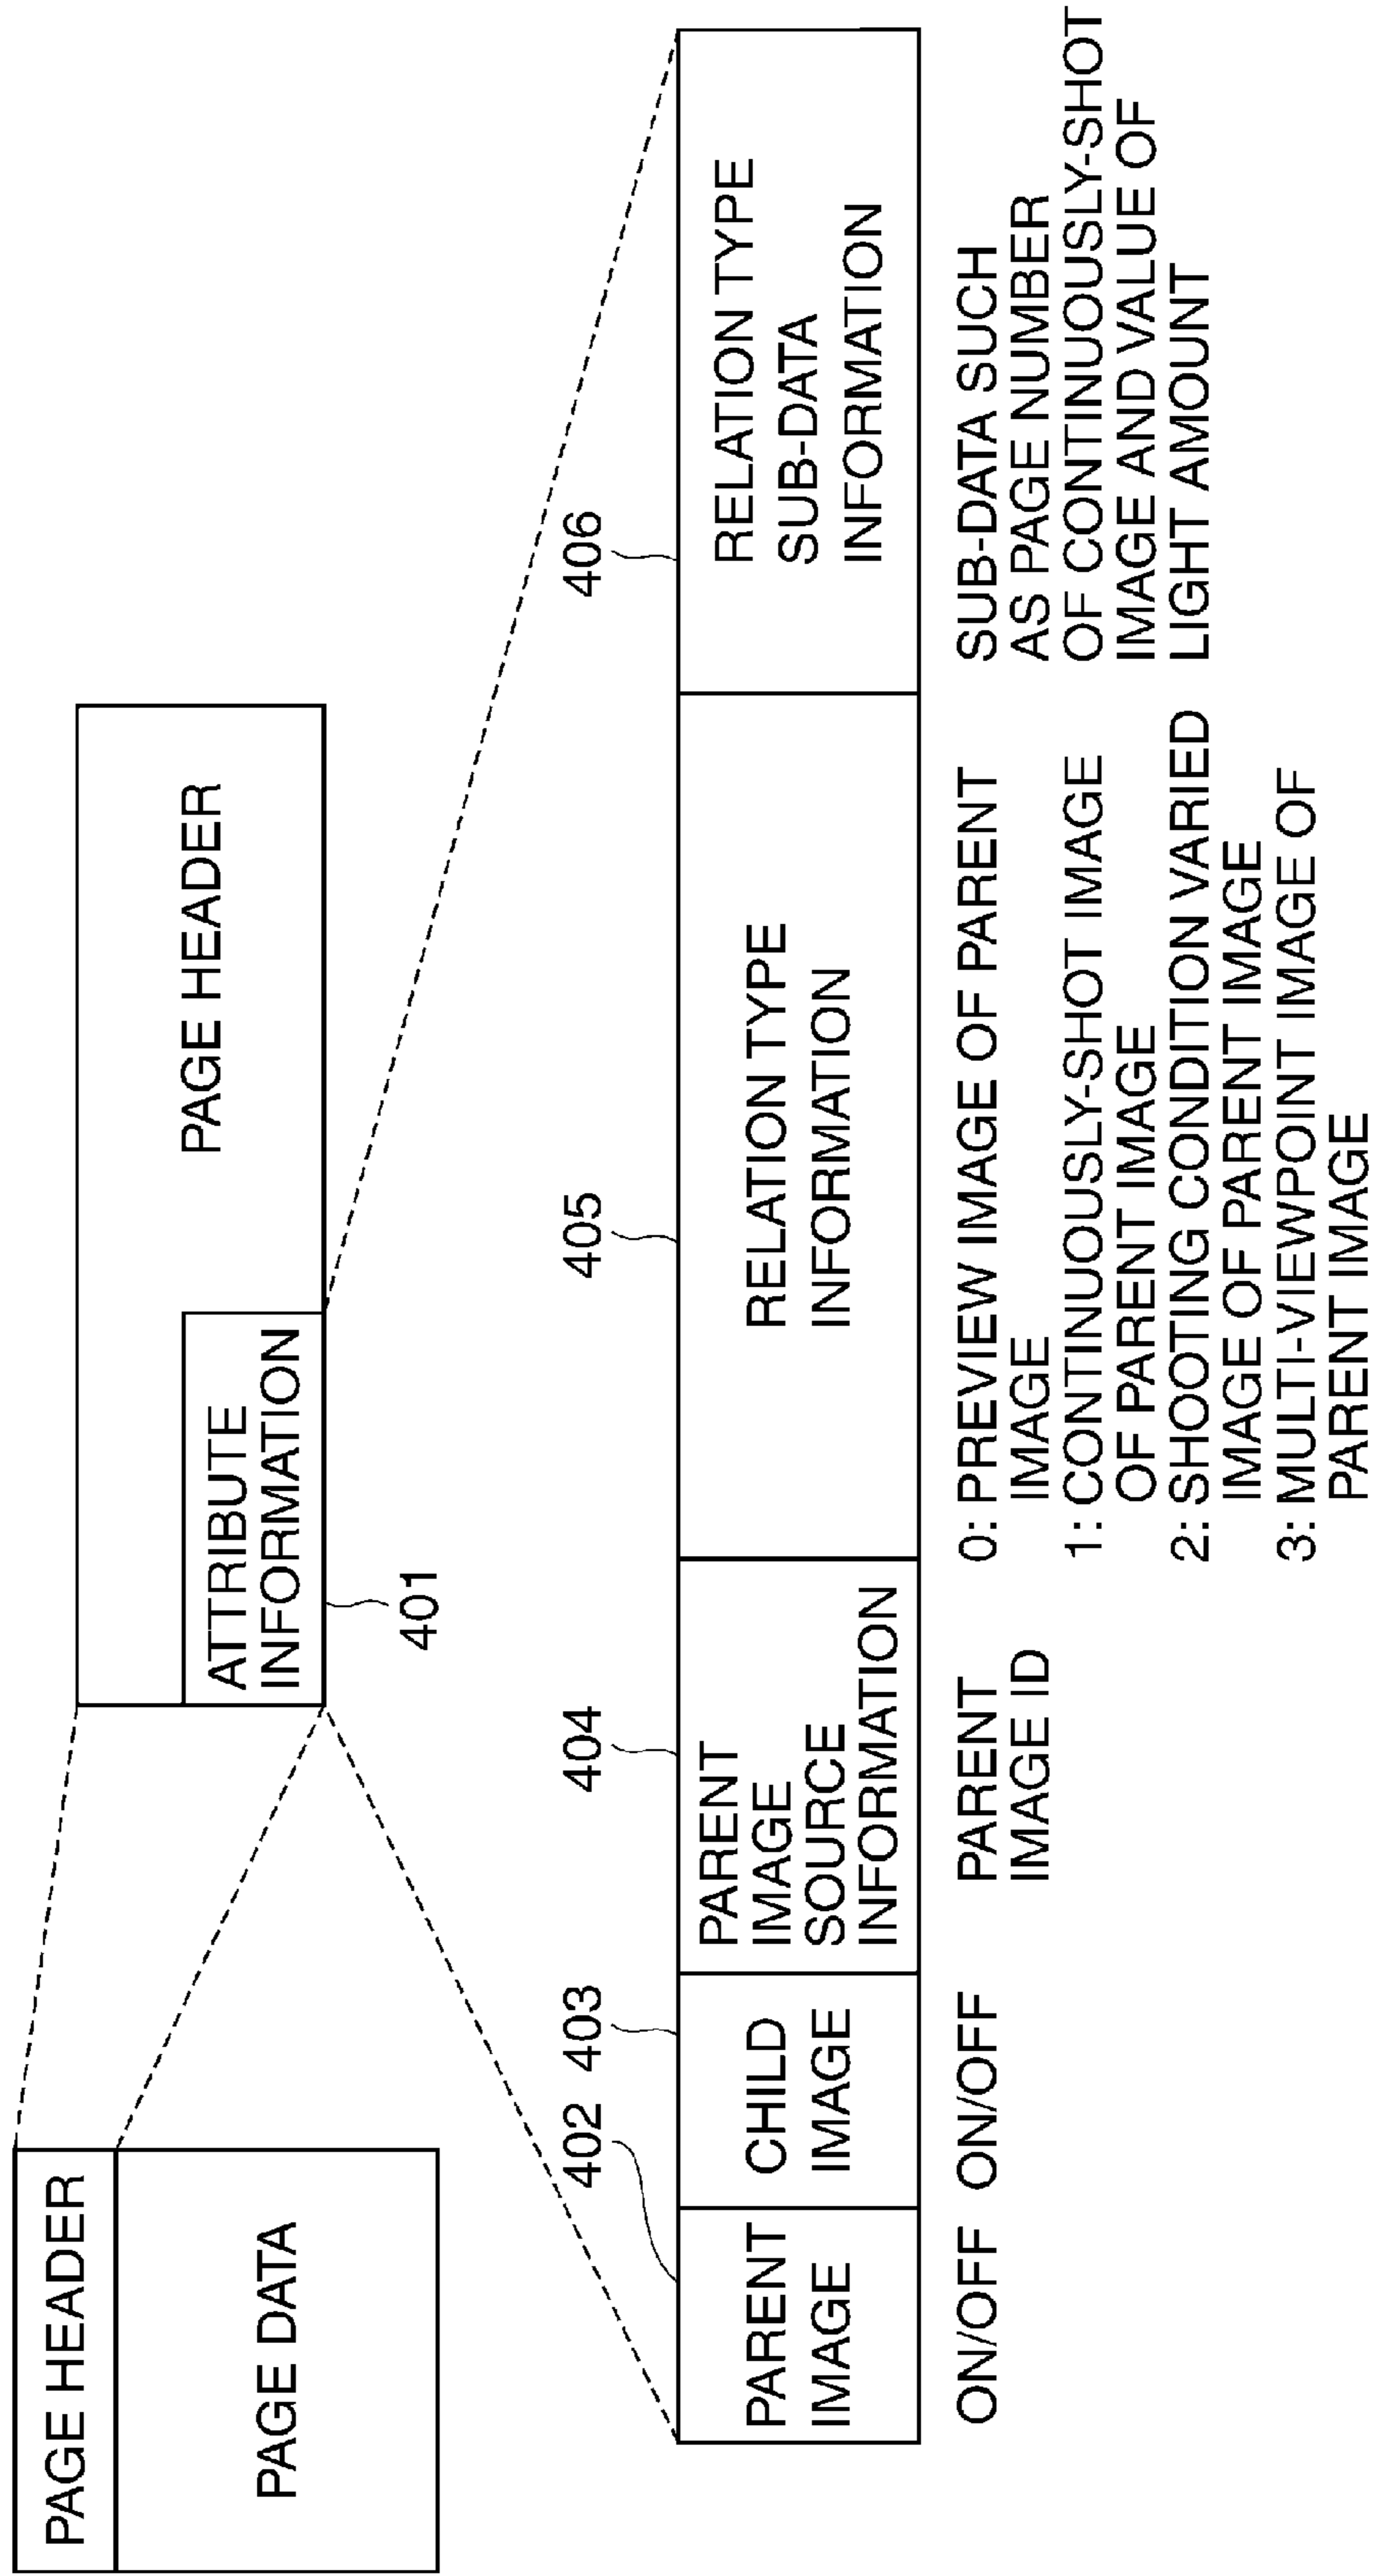 PAGE HEADER
PAGE DATA
PAGE HEADER
ATTRIBUTE
INFORMATION
401
402
403
404
405
406
PARENT
IMAGE
CHILD
IMAGE
PARENT
IMAGE
SOURCE
INFORMATION
RELATION TYPE
INFORMATION
RELATION TYPE
SUB-DATA
INFORMATION
ON/OFF
ON/OFF
PARENT
IMAGE ID
0: PREVIEW IMAGE OF PARENT
IMAGE
1: CONTINUOUSLY-SHOT IMAGE
OF PARENT IMAGE
2: SHOOTING CONDITION VARIED
IMAGE OF PARENT IMAGE
3: MULTI-VIEWPOINT IMAGE OF
PARENT IMAGE
SUB-DATA SUCH
AS PAGE NUMBER
OF CONTINUOUSLY-SHOT
IMAGE AND VALUE OF
LIGHT AMOUNT